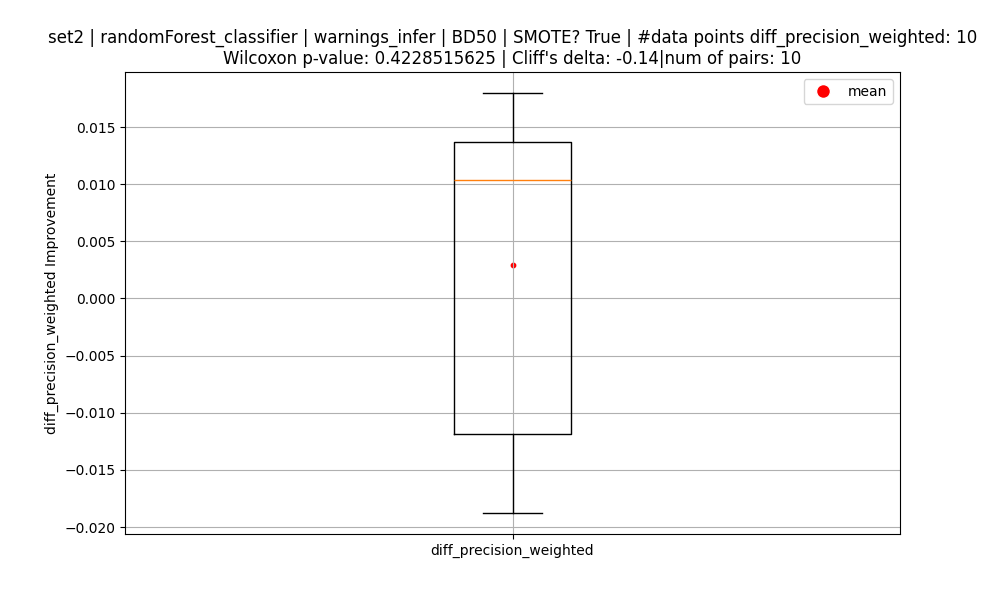 set2 | randomForest_classifier | warnings_infer | BD50 | SMOTE? True | #data points diff_precision_weighted: 10
Wilcoxon p-value: 0.4228515625 | Cliff's delta: -0.14|num of pairs: 10
mean
0.015
0.010
0.005
0.000
−0.005
−0.010
−0.015
−0.020
diff_precision_weighted Improvement
diff_precision_weighted